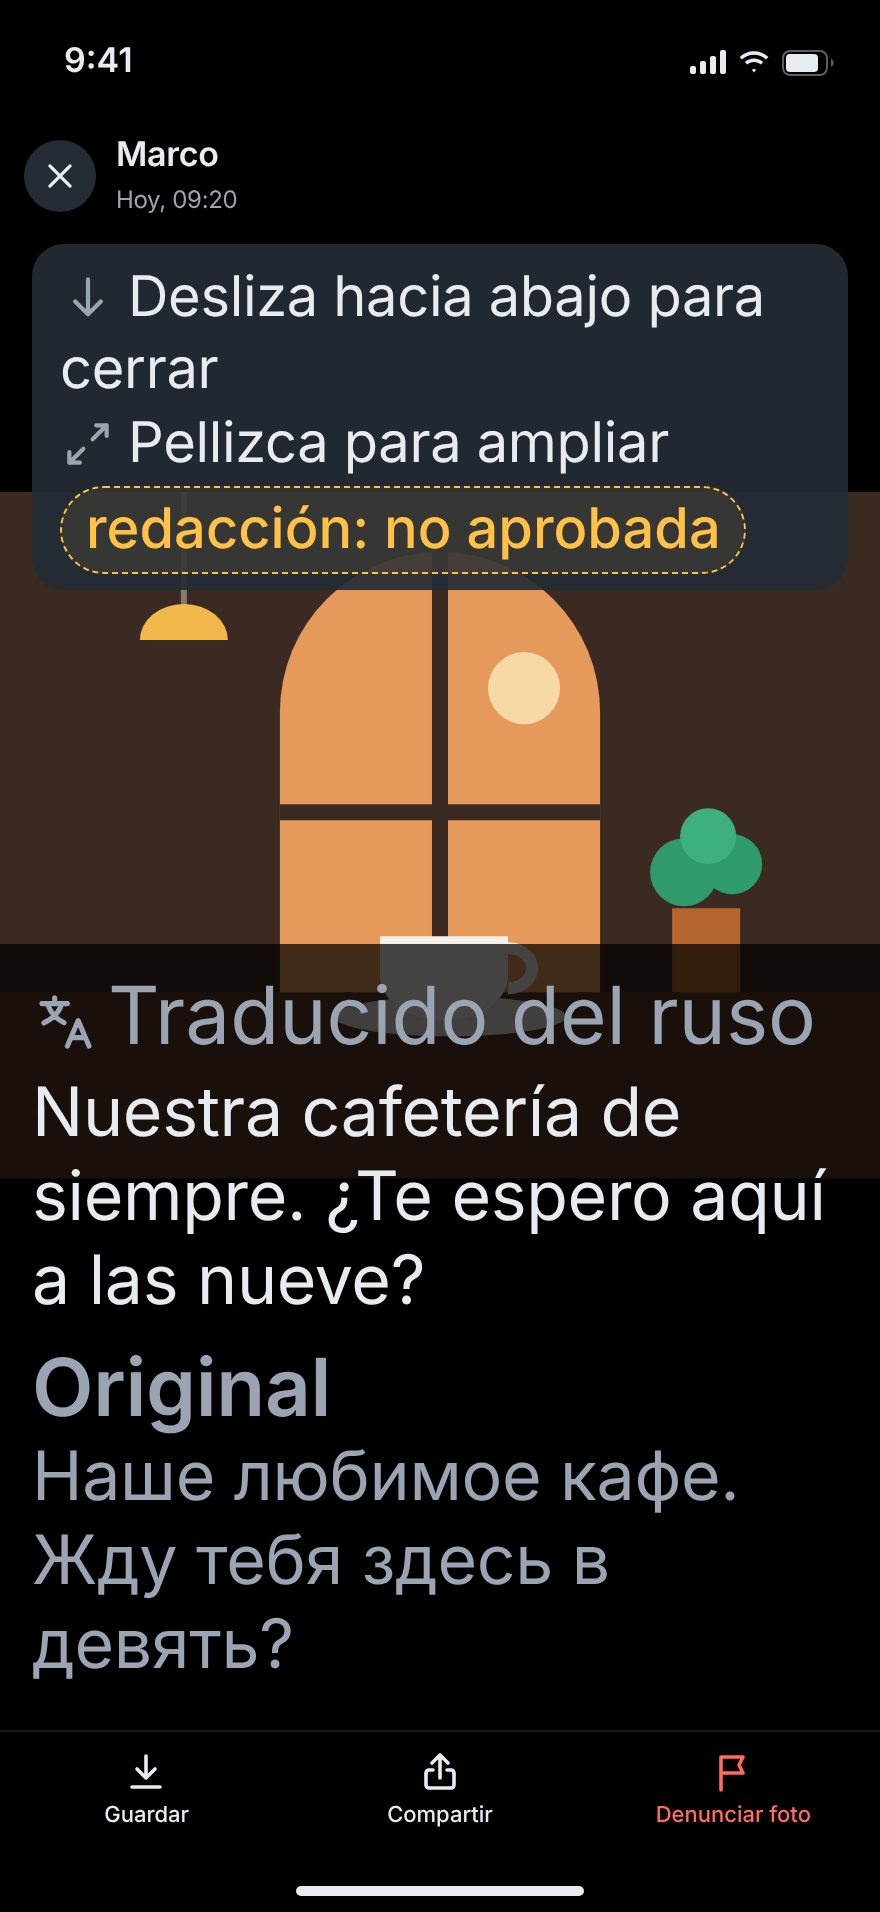 9:41
Marco
Hoy, 09:20
Desliza hacia abajo para
cerrar
Pellizca para ampliar
redacción: no aprobada
Traducido del ruso
Nuestra cafetería de
siempre. ¿Te espero aquí
a las nueve?
Original
Наше любимое кафе.
Жду тебя здесь в
девять?
Guardar
Compartir
Denunciar foto